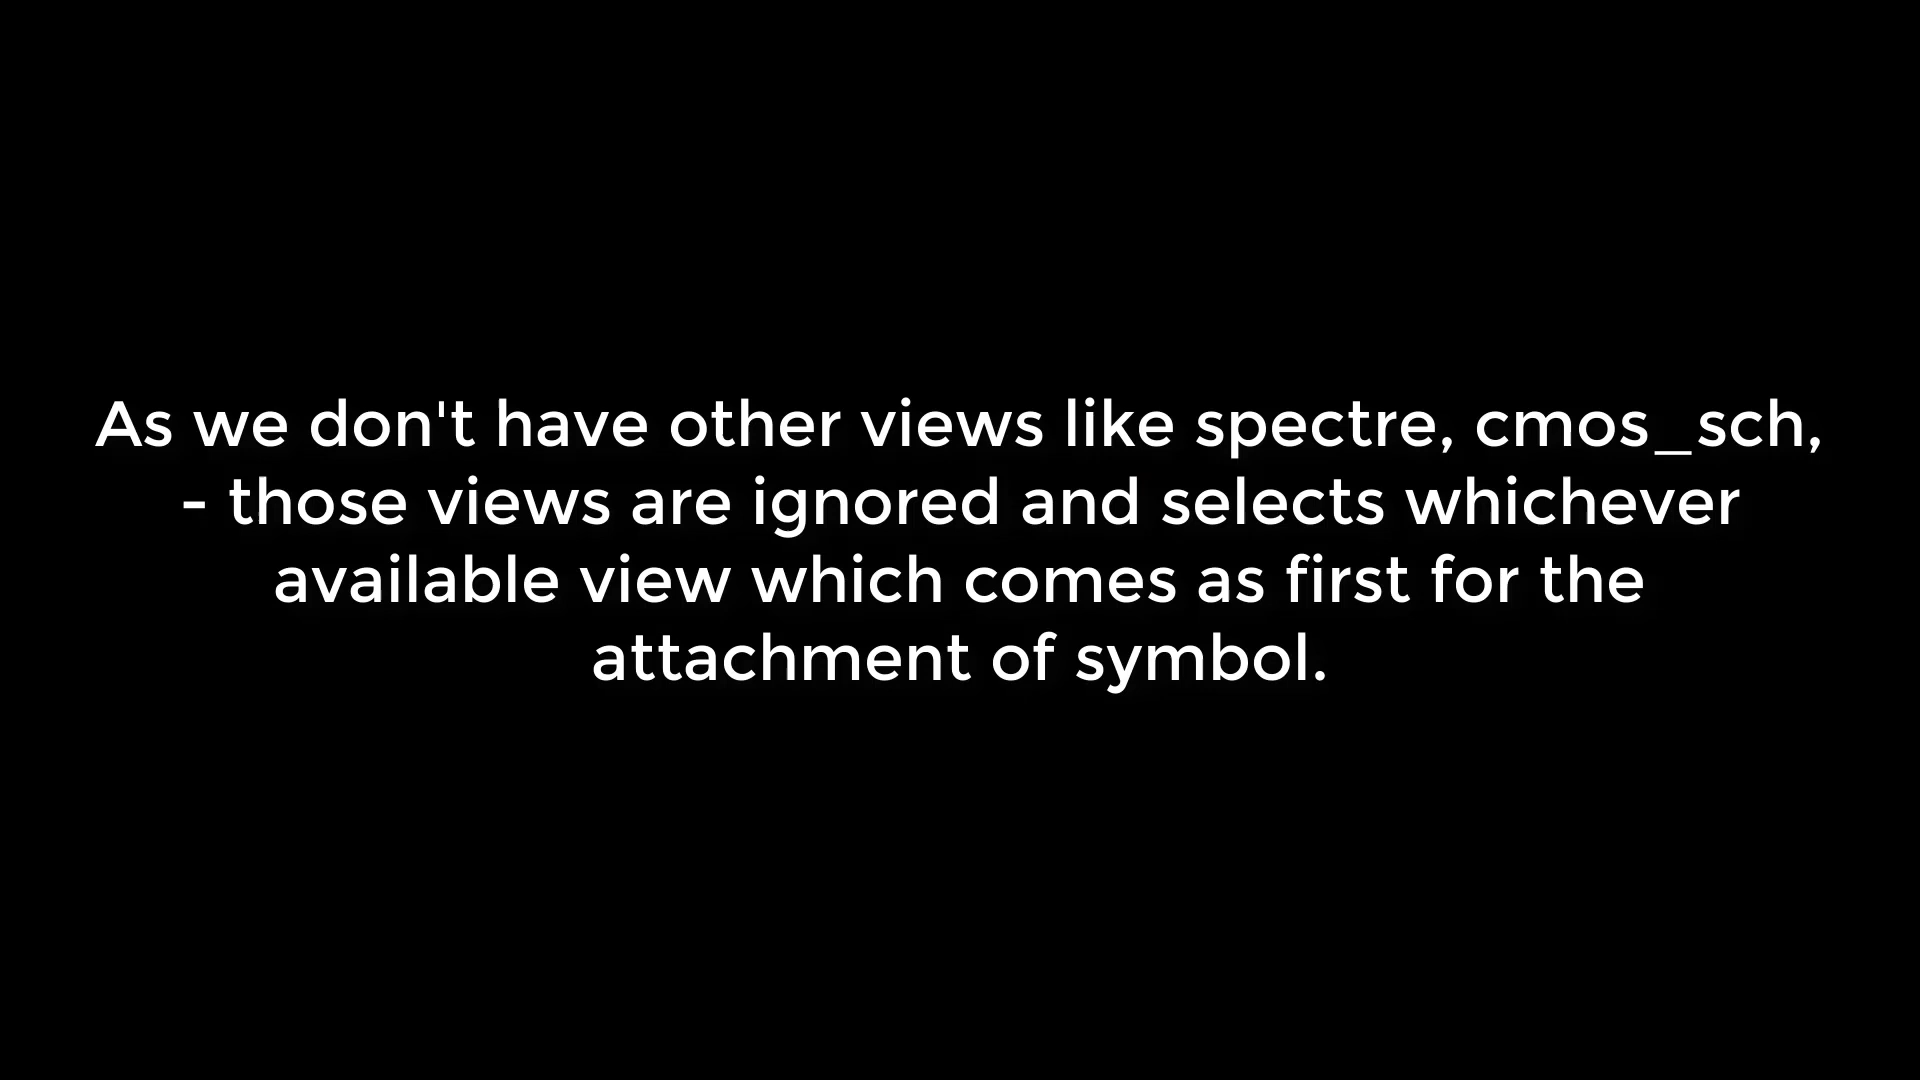 As we don't have other views like spectre, cmos_sch,
- those views are ignored and selects whichever
available view which comes as first for the
attachment of symbol.